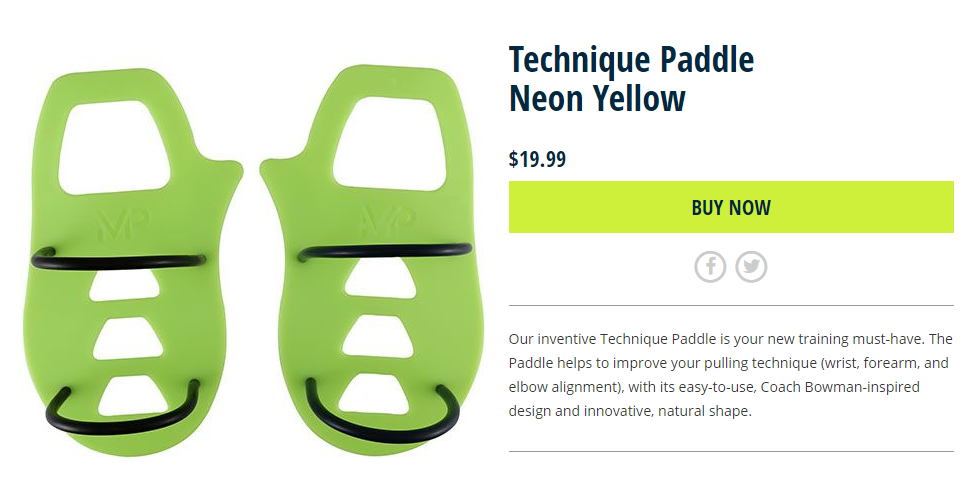 Technique Paddle
Neon Yellow
$19.99
BUY NOW
MP
MP
Our inventive Technique Paddle is your new training must-have. The
Paddle helps to improve your pulling technique (wrist, forearm, and
elbow alignment), with its easy-to-use, Coach Bowman-inspired
design and innovative, natural shape.